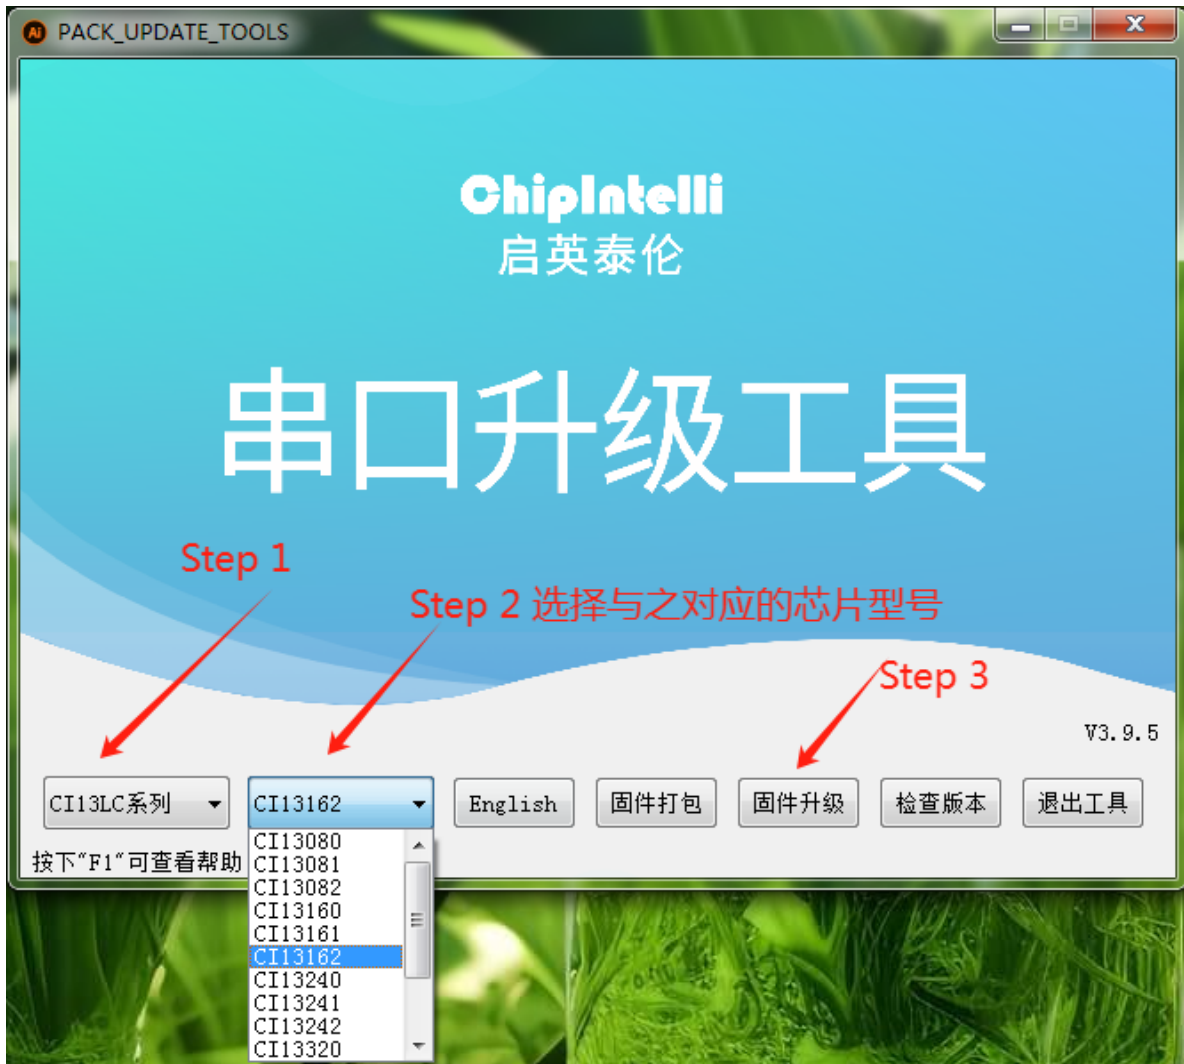 PACK_UPDATE_TOOLS
ChipIntelli
启英泰伦
串口升级工具
Step 1
Step 2 选择与之对应的芯片型号
Step 3
V3.9.5
CI13LC系列 CI13162 English 固件打包 固件升级 检查版本 退出工具
按下"F1"可查看帮助
CI13080
CI13081
CI13082
CI13160
CI13161
CI13162
CI13240
CI13241
CI13242
CI13320